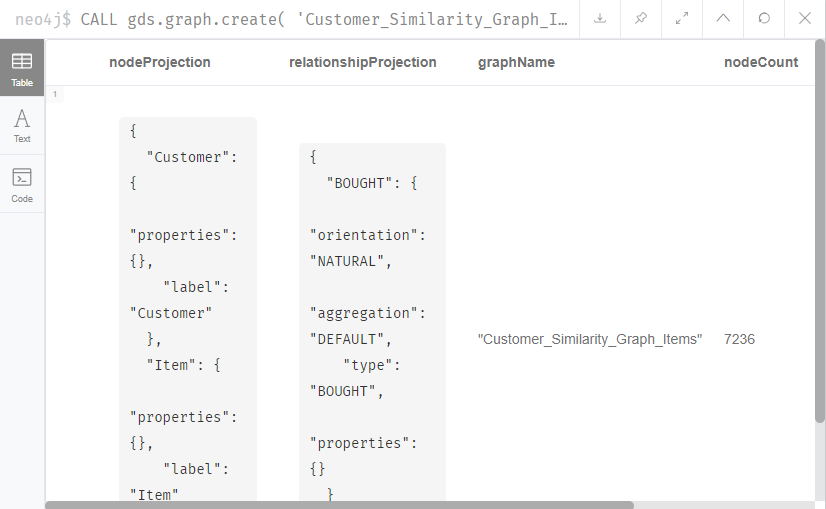 neo4j$ CALL gds.graph.create( 'Customer_Similarity_Graph_I…
Table
Text
Code
nodeProjection relationshipProjection graphName nodeCount
1
{
"Customer":
{
"properties":
{},
"label":
"Customer"
},
"Item": {
"properties":
{},
"label":
"Item"
{
"BOUGHT": {
"orientation":
"NATURAL",
"aggregation":
"DEFAULT",
"type":
"BOUGHT",
"properties":
{}
}
"Customer_Similarity_Graph_Items" 7236